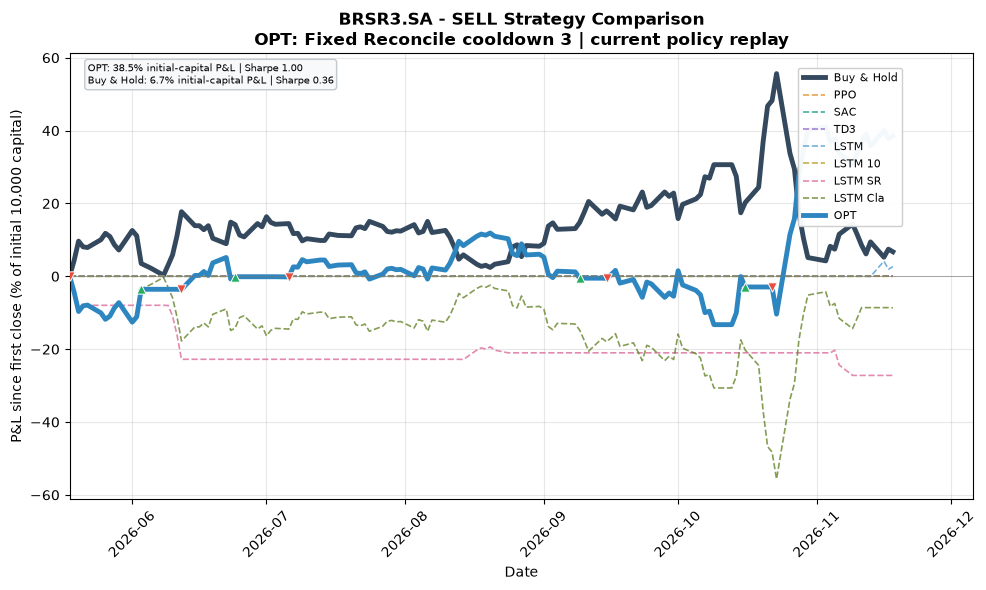 BRSR3.SA - SELL Strategy Comparison
OPT: Fixed Reconcile cooldown 3 | current policy replay
OPT: 38.5% initial-capital P&L | Sharpe 1.00
Buy & Hold: 6.7% initial-capital P&L | Sharpe 0.36
Buy & Hold
PPO
SAC
TD3
LSTM
LSTM 10
LSTM SR
LSTM Cla
OPT
P&L since first close (% of initial 10,000 capital)
60
40
20
0
−20
−40
−60
2026-06
2026-07
2026-08
2026-09
2026-10
2026-11
2026-12
Date